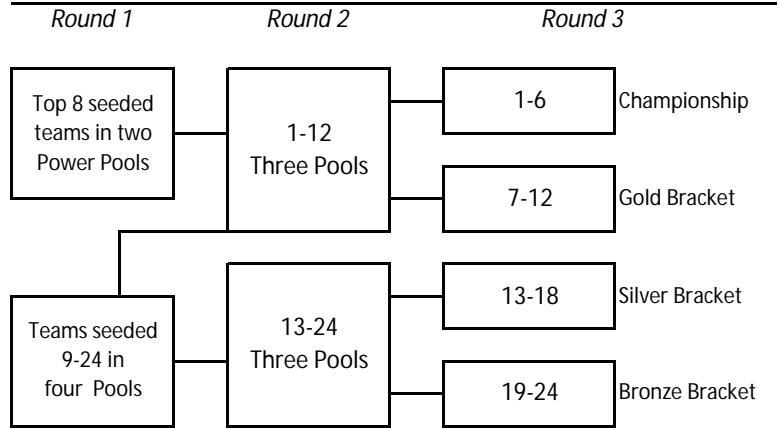 Round 1
Round 2
Round 3
Top 8 seeded
teams in two
Power Pools
1-12
Three Pools
1-6
Championship
7-12
Gold Bracket
Teams seeded
9-24 in
four Pools
13-24
Three Pools
13-18
Silver Bracket
19-24
Bronze Bracket